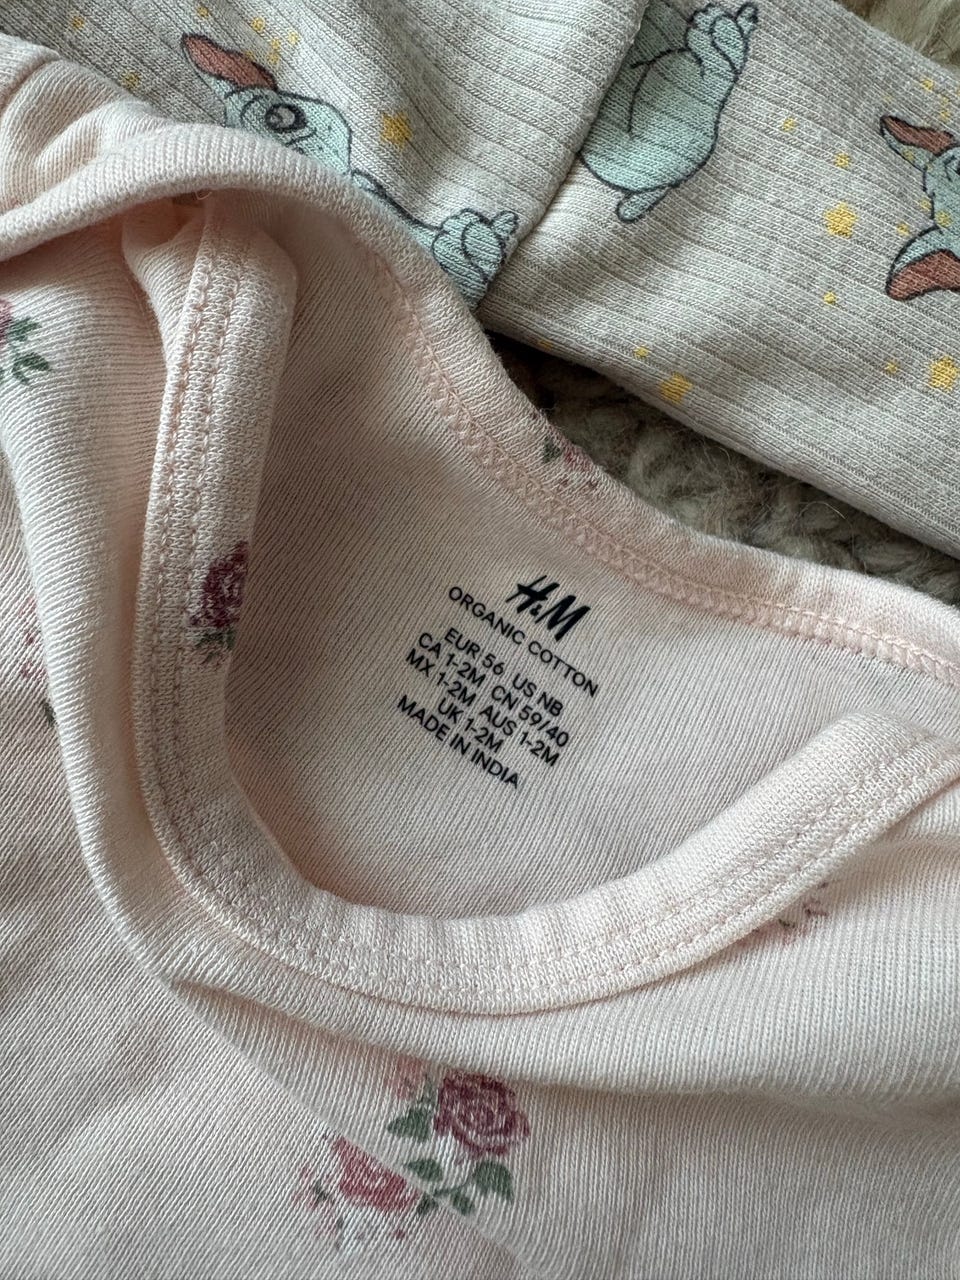 H&M
ORGANIC COTTON
EUR 56 US NB
CA 1-2M CN 59/40
MX 1-2M AUS 1-2M
UK 1-2M
MADE IN INDIA